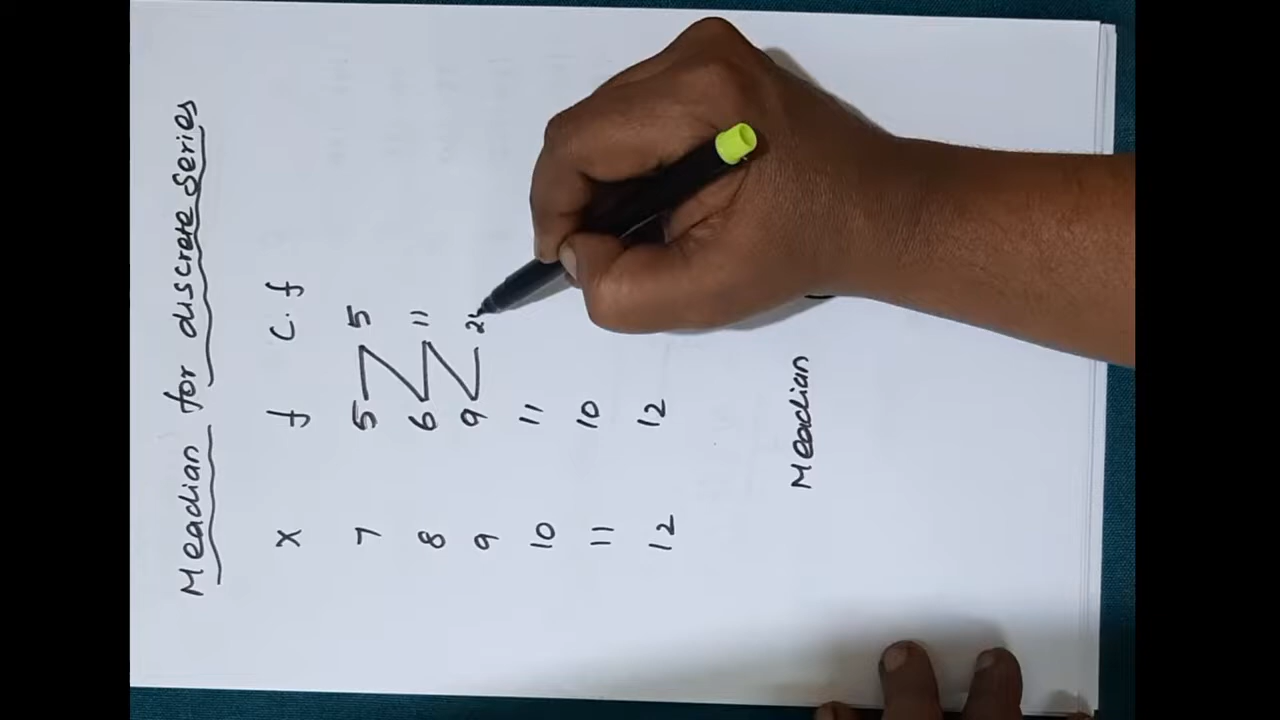 Meadian for discrete series
x f C.f
7 5 5
8 6 11
9 9
10 11
11 10
12 12
Meadian